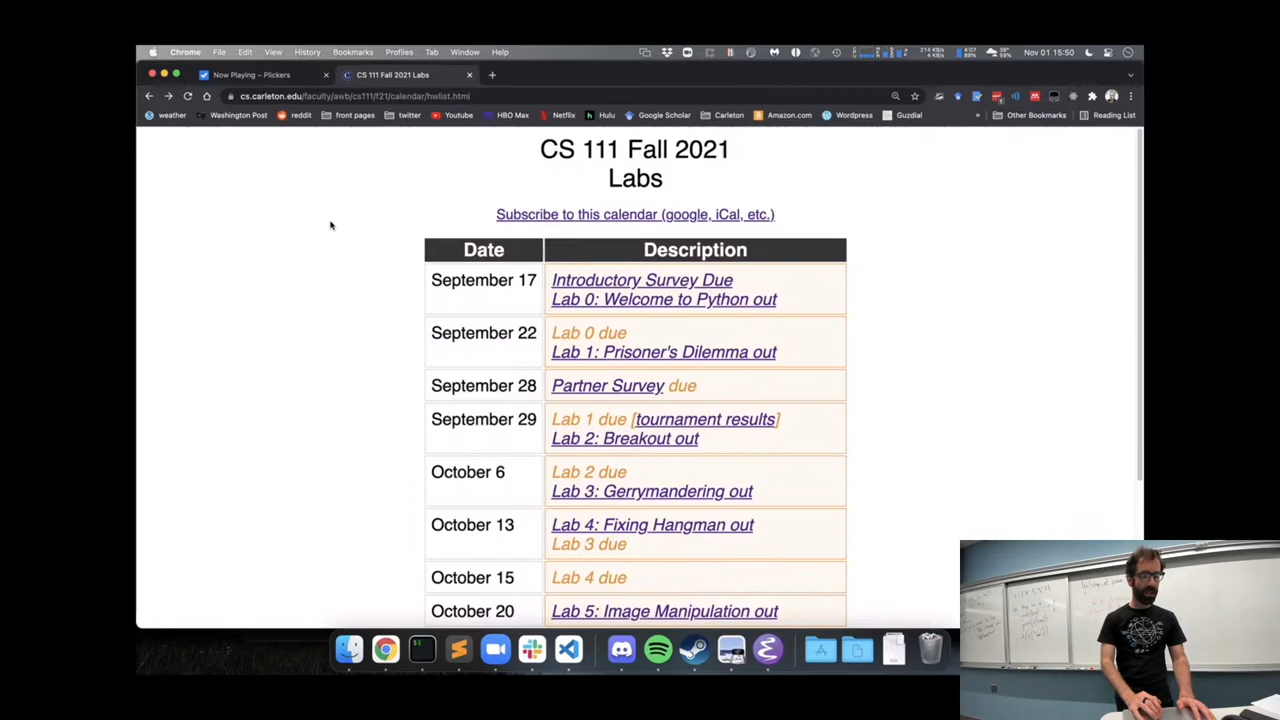 Chrome File Edit View History Bookmarks Profiles Tab Window Help
Nov 01 15:50
Now Playing – Plickers
CS 111 Fall 2021 Labs
cs.carleton.edu/faculty/awb/cs111/f21/calendar/hwlist.html
weather Washington Post reddit front pages twitter Youtube HBO Max Netflix Hulu Google Scholar Carleton Amazon.com Wordpress Guzdial » Other Bookmarks Reading List
CS 111 Fall 2021
Labs
Subscribe to this calendar (google, iCal, etc.)
Date Description
September 17 Introductory Survey Due
Lab 0: Welcome to Python out
September 22 Lab 0 due
Lab 1: Prisoner's Dilemma out
September 28 Partner Survey due
September 29 Lab 1 due [tournament results]
Lab 2: Breakout out
October 6 Lab 2 due
Lab 3: Gerrymandering out
October 13 Lab 4: Fixing Hangman out
Lab 3 due
October 15 Lab 4 due
October 20 Lab 5: Image Manipulation out